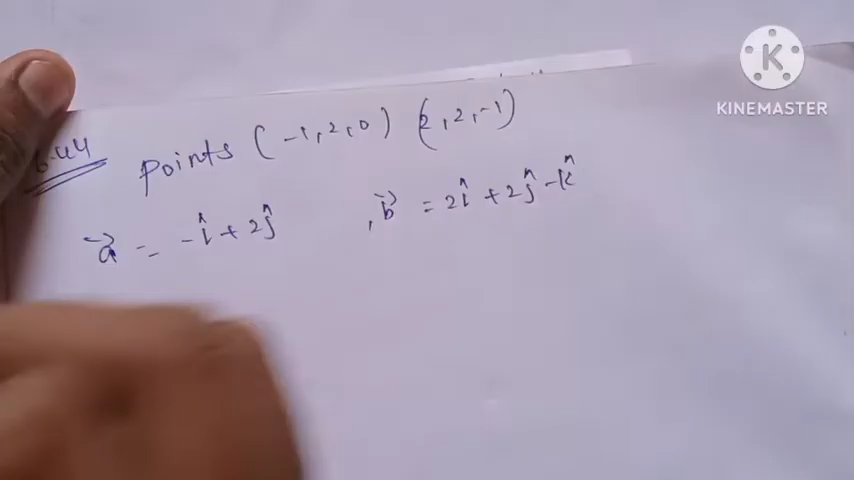 6.44
points (-1, 2, 0) (2, 2, -1)
a⃗ = -î + 2ĵ , b⃗ = 2î + 2ĵ - k̂
KINEMASTER